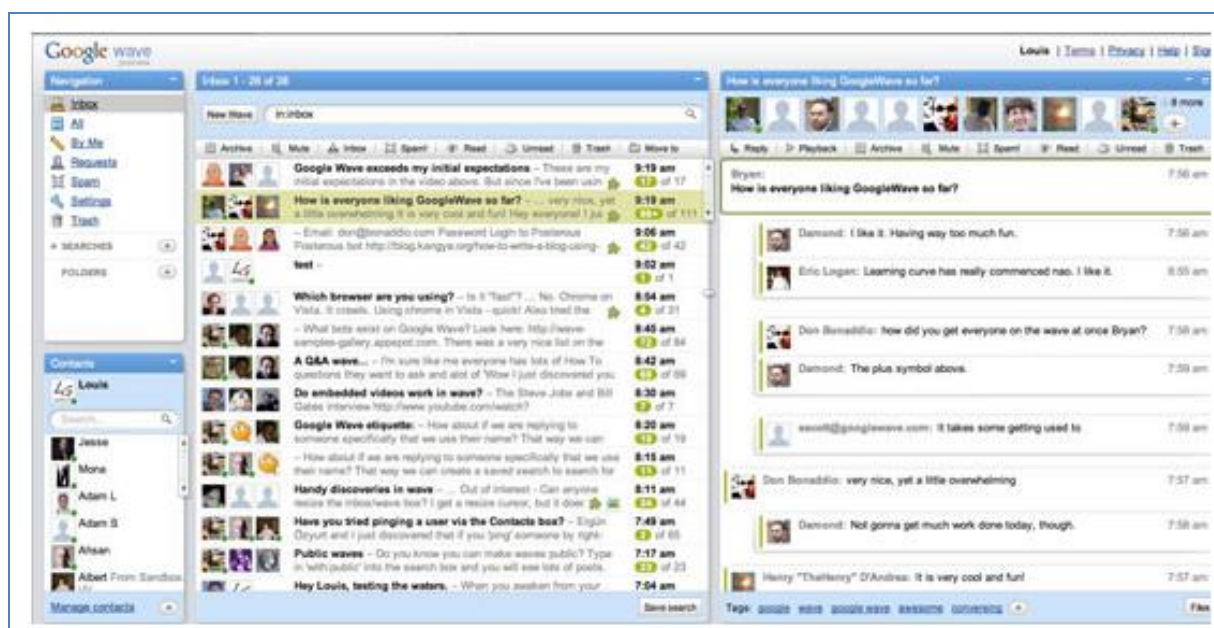 Google wave
preview
Louis | Terms | Privacy | Help | Sign
Navigation
Inbox
All
By Me
Requests
Spam
Settings
Trash
SEARCHES
FOLDERS
Contacts
Louis
Search...
Jesse
Mona
Adam L
Adam S
Ahsan
Albert From Sandbox
Manage contacts
Inbox 1 - 28 of 28
New Wave in:inbox
Archive Mute Inbox Spam! Read Unread Trash Move to
Google Wave exceeds my initial expectations – These are my 9:19 am
initial expectations in the video above. But since I've been usin 17 of 17
How is everyone liking GoogleWave so far? – ... very nice, yet 9:19 am
a little overwhelming It is very cool and fun! Hey everyone! I jus 99+ of 111
– Email: don@bonaddio.com Password Login to Posterous 9:06 am
Posterous bot http://blog.kangye.org/how-to-write-a-blog-using- 42 of 42
test – 9:02 am
1 of 1
Which browser are you using? – Is it "Fast"? ... No. Chrome on 8:54 am
Vista. It crawls. Using chrome in Vista - quick! Also tried the 4 of 31
– What bots exist on Google Wave? Look here: http://wave- 8:45 am
samples-gallery.appspot.com. There was a very nice list on the 72 of 84
A Q&A wave... – I'm sure like me everyone has lots of How To 8:42 am
questions they want to ask and alot of 'Wow I just discovered you
Do embedded videos work in wave? – The Steve Jobs and Bill 8:30 am
Gates interview http://www.youtube.com/watch? 7 of 7
Google Wave etiquette: – How about if we are replying to 8:20 am
someone specifically that we use their name? That way we can 19 of 19
– How about if we are replying to someone specifically that we use 8:15 am
their name? That way we can create a saved search to search for 11 of 11
Handy discoveries in wave – ... Out of interest - Can anyone 8:11 am
resize the inbox/wave box? I get a resize cursor, but it doer of 44
Have you tried pinging a user via the Contacts box? – Ergün 7:49 am
Ozyurt and I just discovered that if you 'ping' someone by right- 2 of 65
Public waves – Do you know you can make waves public? Type 7:17 am
in 'with:public' into the search box and you will see lots of posts. 23 of 23
Hey Louis, testing the waters. – When you awaken from your 7:04 am
Save search
How is everyone liking GoogleWave so far?
8 more
Reply Playback Archive Mute Spam! Read Unread Trash
Bryan: 7:56 am
How is everyone liking GoogleWave so far?
Damond: I like it. Having way too much fun. 7:56 am
Eric Logan: Learning curve has really commenced nao. I like it. 8:55 am
Don Bonaddio: how did you get everyone on the wave at once Bryan? 7:58 am
Damond: The plus symbol above. 7:59 am
@googlewave.com: It takes some getting used to 7:59 am
Don Bonaddio: very nice, yet a little overwhelming 7:57 am
Damond: Not gonna get much work done today, though. 7:58 am
Henry "TheHenry" D'Andrea: It is very cool and fun! 7:57 am
Tags: google wave google wave awesome conversing
Files